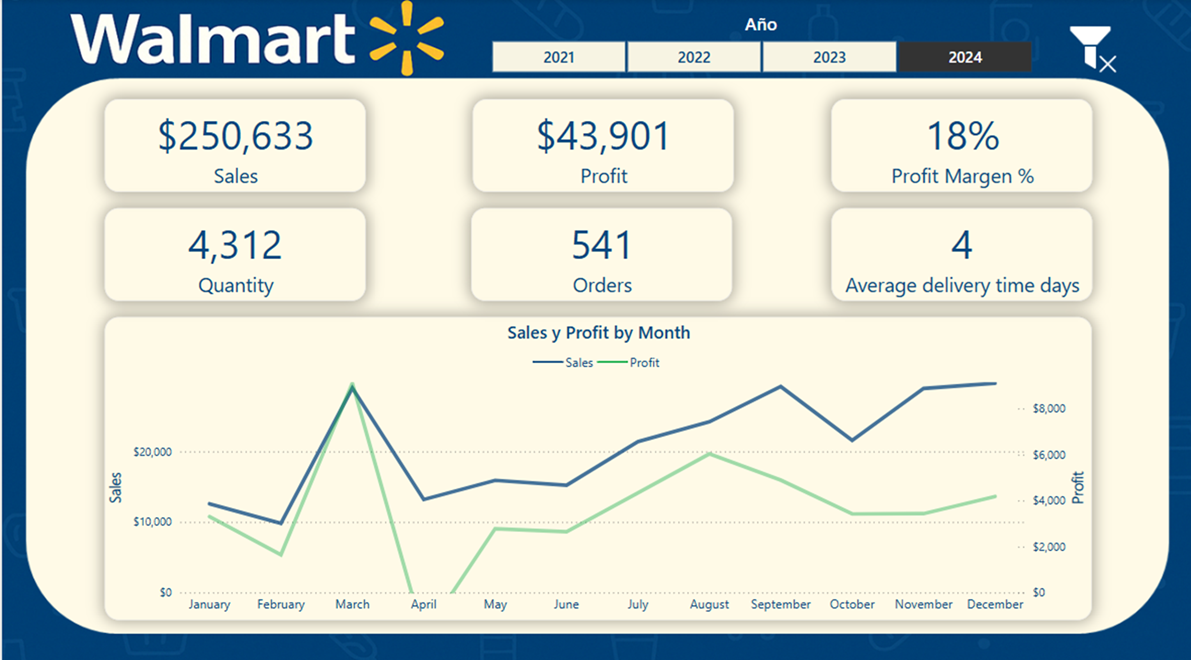 Walmart
Año
2021 2022 2023 2024
$250,633
Sales
$43,901
Profit
18%
Profit Margen %
4,312
Quantity
541
Orders
4
Average delivery time days
Sales y Profit by Month
Sales Profit
Sales
$20,000
$10,000
$0
$8,000
$6,000
$4,000
$2,000
$0
Profit
January February March April May June July August September October November December